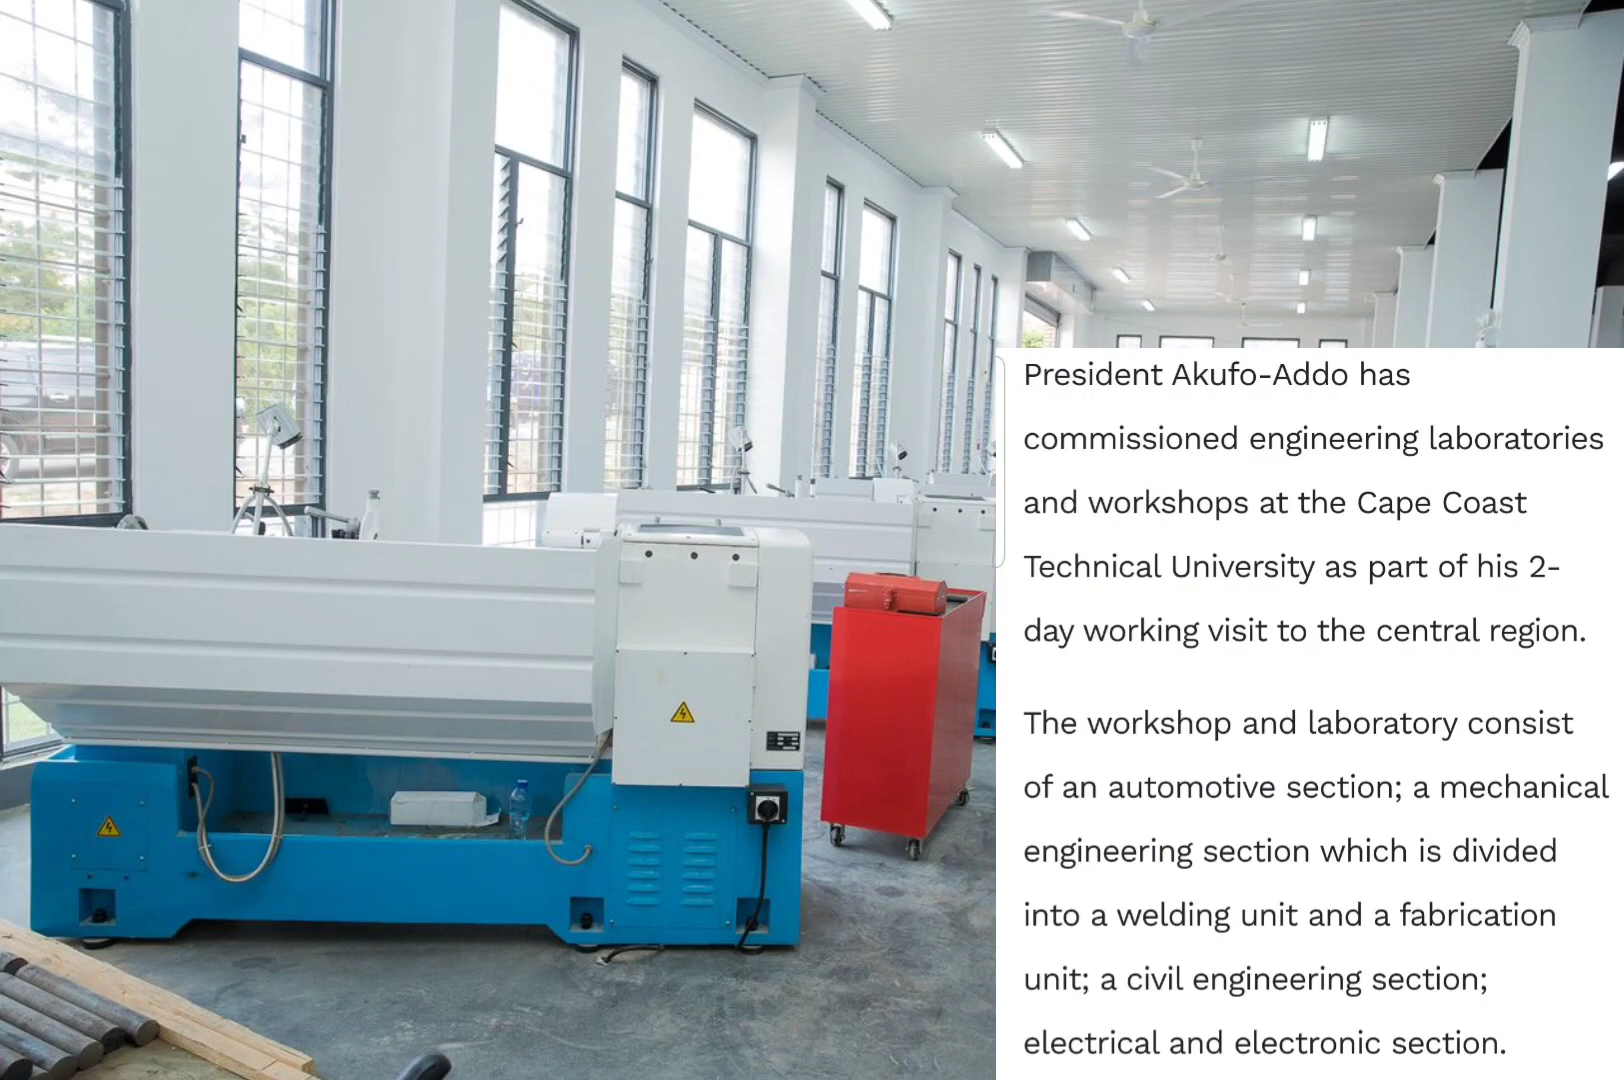 President Akufo-Addo has
commissioned engineering laboratories
and workshops at the Cape Coast
Technical University as part of his 2-
day working visit to the central region.
The workshop and laboratory consist
of an automotive section; a mechanical
engineering section which is divided
into a welding unit and a fabrication
unit; a civil engineering section;
electrical and electronic section.